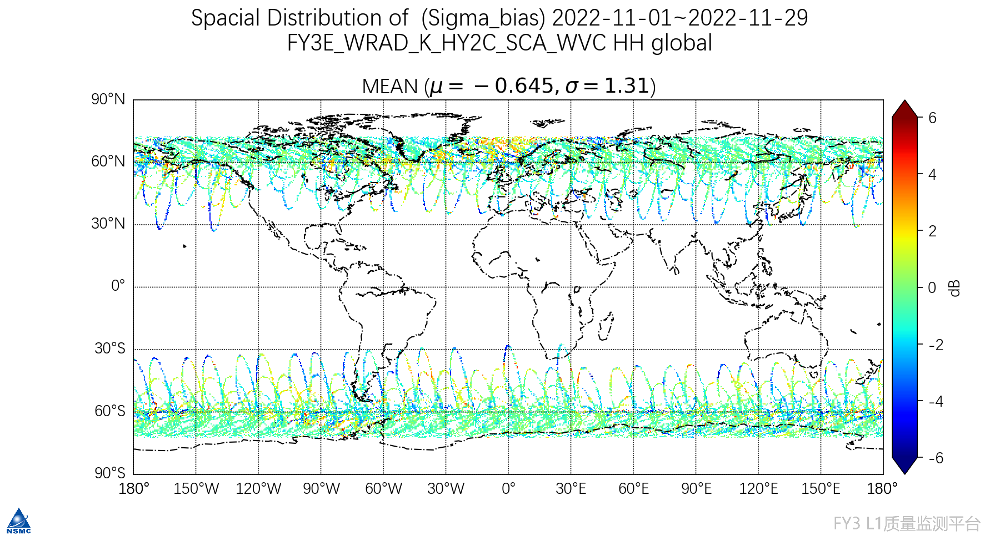 Spacial Distribution of  (Sigma_bias) 2022-11-01~2022-11-29
FY3E_WRAD_K_HY2C_SCA_WVC HH global
MEAN (μ = − 0.645, σ = 1.31)
90°N
60°N
30°N
0°
30°S
60°S
90°S
180° 150°W 120°W 90°W 60°W 30°W 0° 30°E 60°E 90°E 120°E 150°E 180°
6
4
2
0
-2
-4
-6
dB
NSMC
FY3 L1质量监测平台